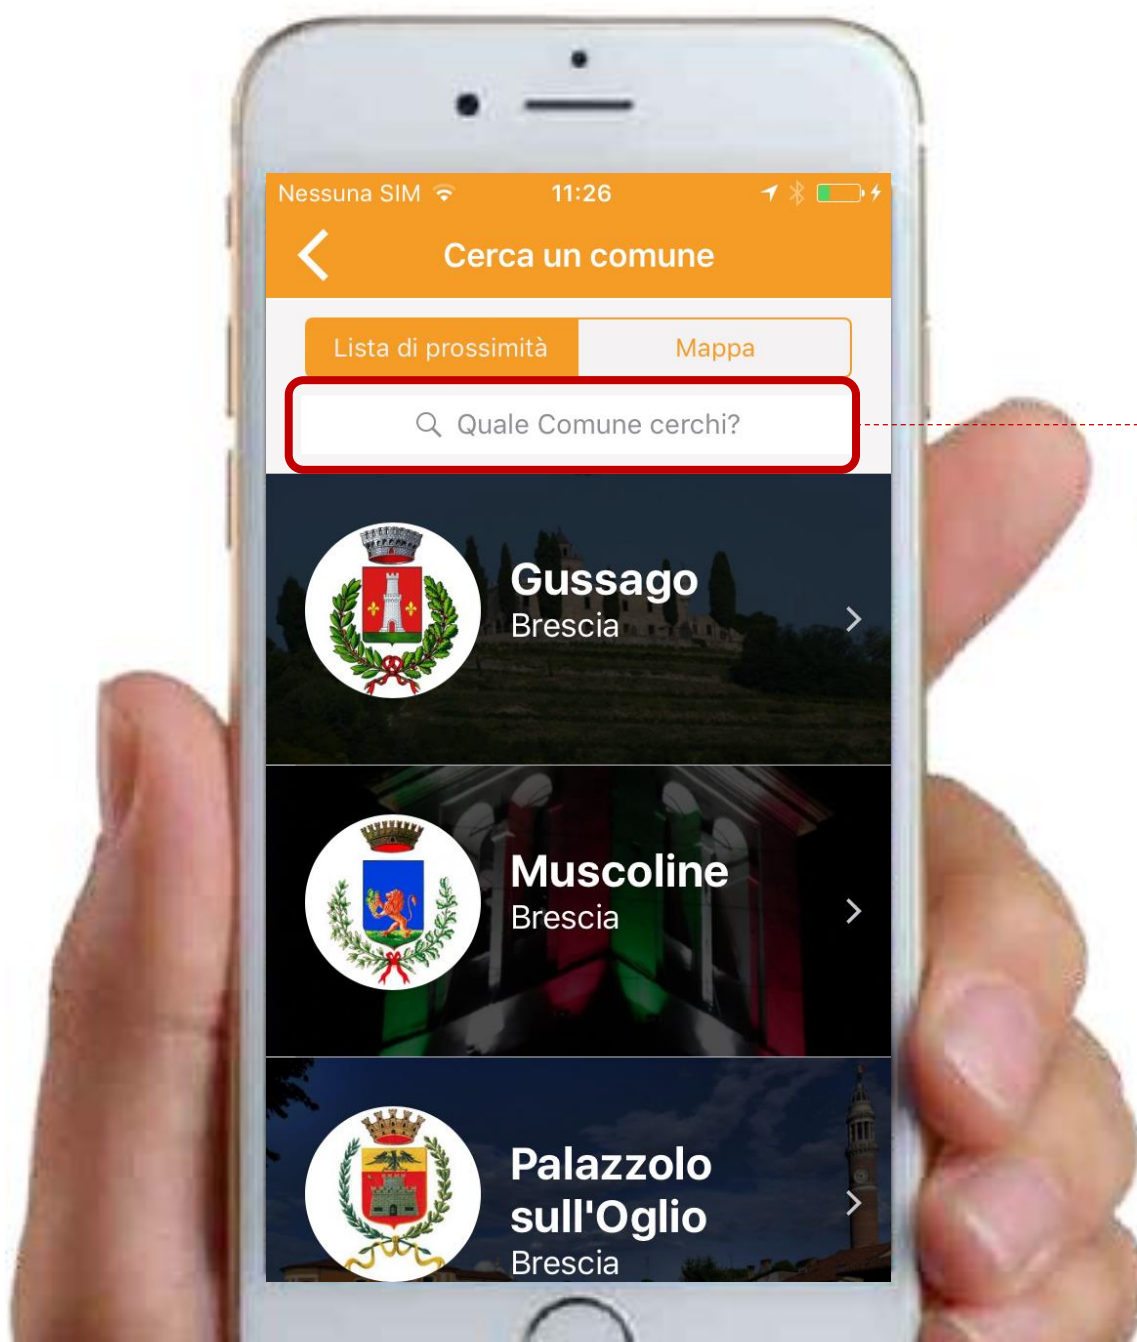 Nessuna SIM 11:26
Cerca un comune
Lista di prossimità Mappa
Quale Comune cerchi?
Gussago
Brescia
Muscoline
Brescia
Palazzolo
sull'Oglio
Brescia